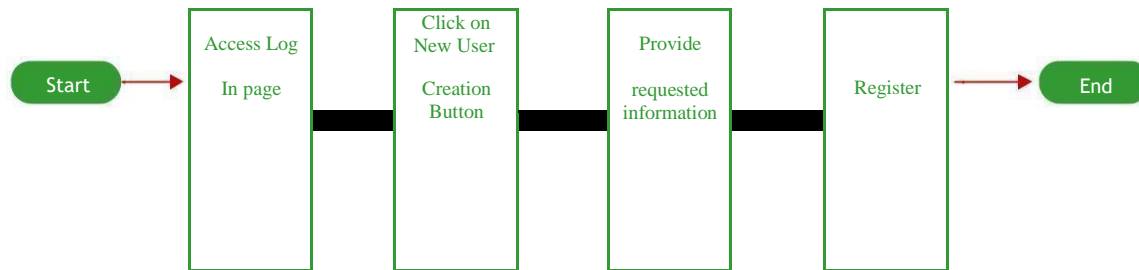 Start
Access Log
In page
Click on
New User
Creation
Button
Provide
requested
information
Register
End